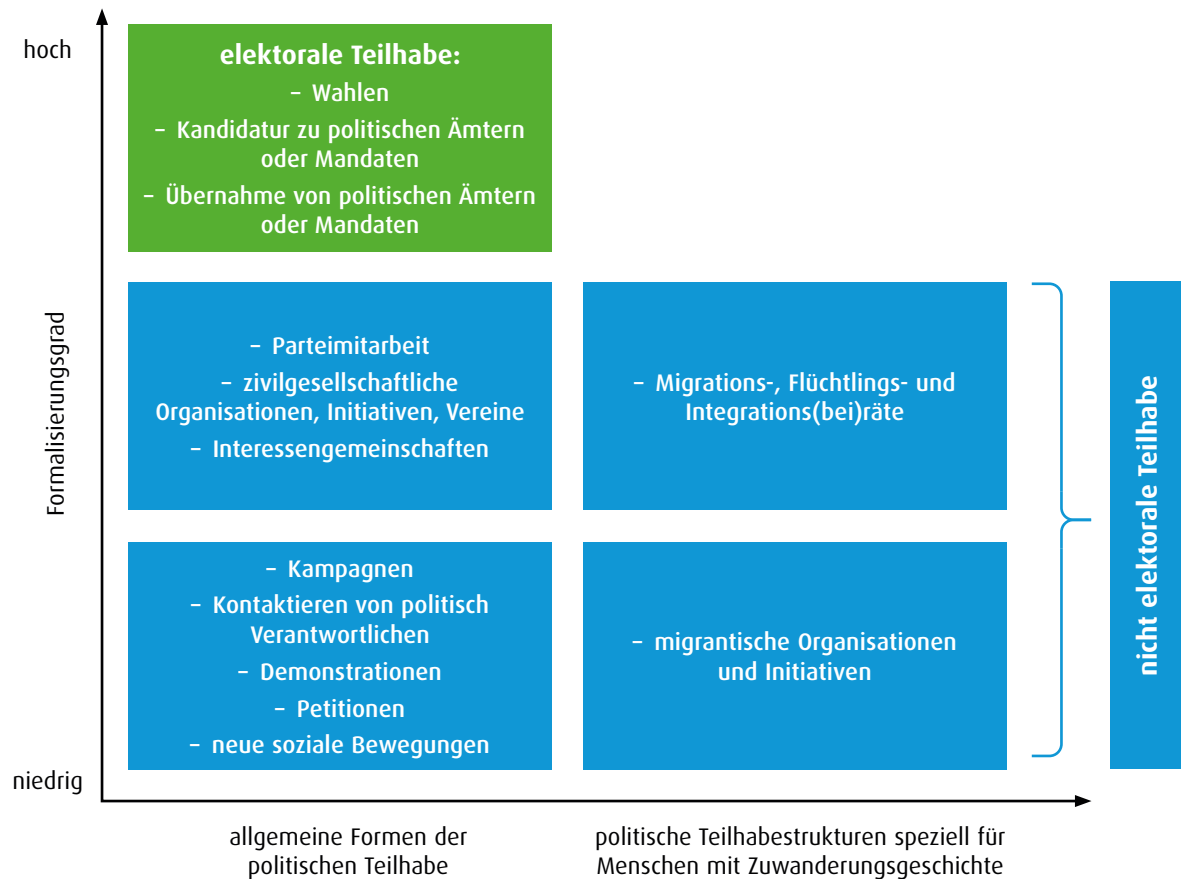 hoch
elektorale Teilhabe:
– Wahlen
– Kandidatur zu politischen Ämtern
oder Mandaten
– Übernahme von politischen Ämtern
oder Mandaten
Formalisierungsgrad
– Parteimitarbeit
– zivilgesellschaftliche
Organisationen, Initiativen, Vereine
– Interessengemeinschaften
– Migrations-, Flüchtlings- und
Integrations(bei)räte
– Kampagnen
– Kontaktieren von politisch
Verantwortlichen
– Demonstrationen
– Petitionen
– neue soziale Bewegungen
– migrantische Organisationen
und Initiativen
nicht elektorale Teilhabe
niedrig
allgemeine Formen der
politischen Teilhabe
politische Teilhabestrukturen speziell für
Menschen mit Zuwanderungsgeschichte